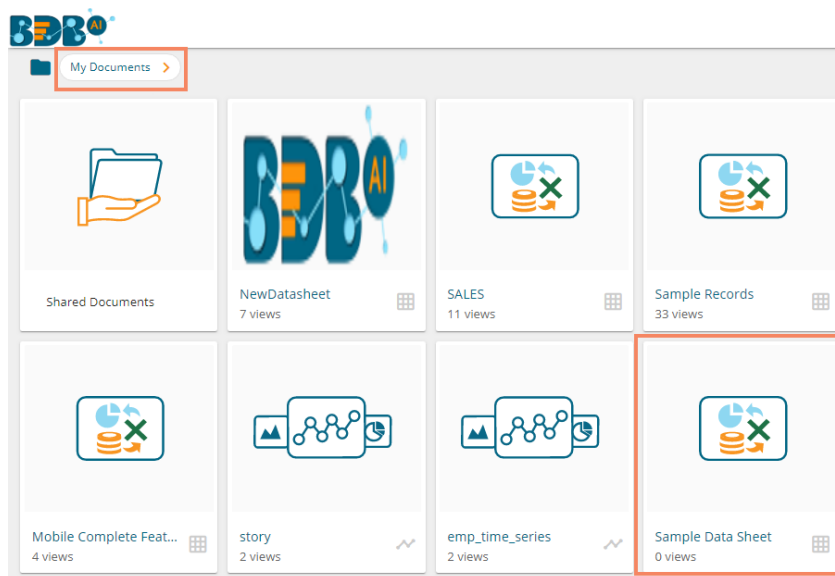 BDB AI
My Documents
BDB AI
Shared Documents
NewDatasheet
7 views
SALES
11 views
Sample Records
33 views
Mobile Complete Feat...
4 views
story
2 views
emp_time_series
2 views
Sample Data Sheet
0 views